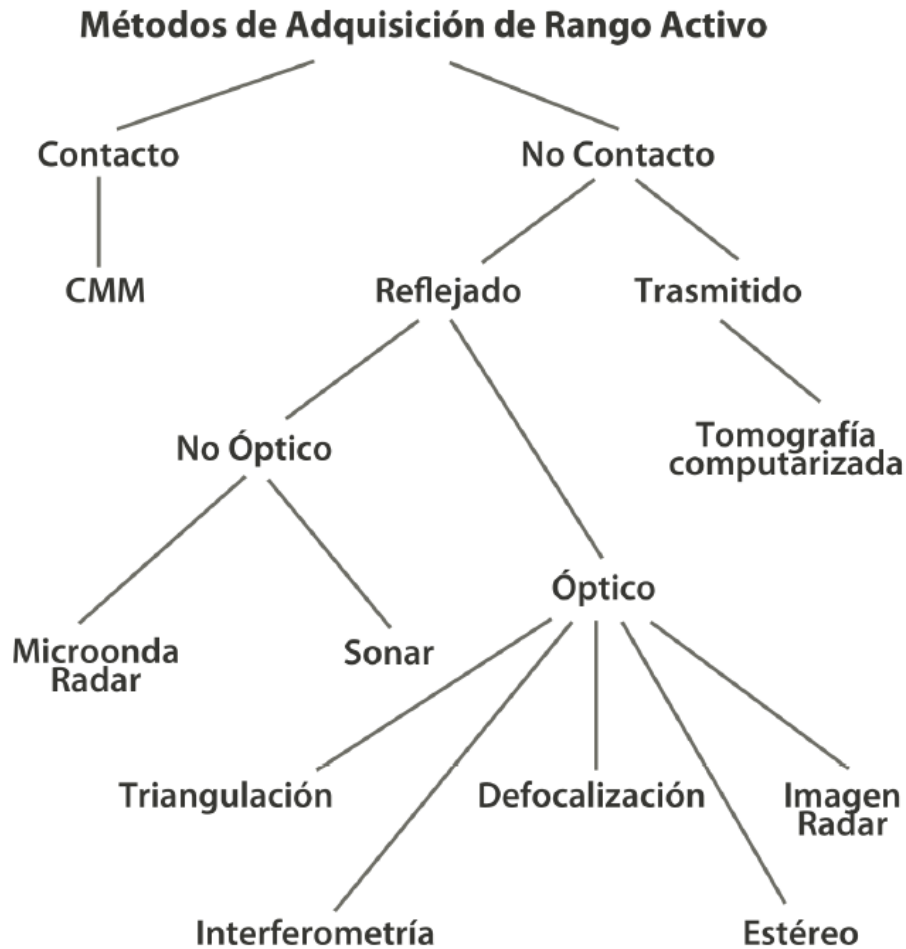 Métodos de Adquisición de Rango Activo
Contacto
No Contacto
CMM
Reflejado
Trasmitido
No Óptico
Tomografía
computarizada
Óptico
Microonda
Radar
Sonar
Triangulación
Defocalización
Imagen
Radar
Interferometría
Estéreo